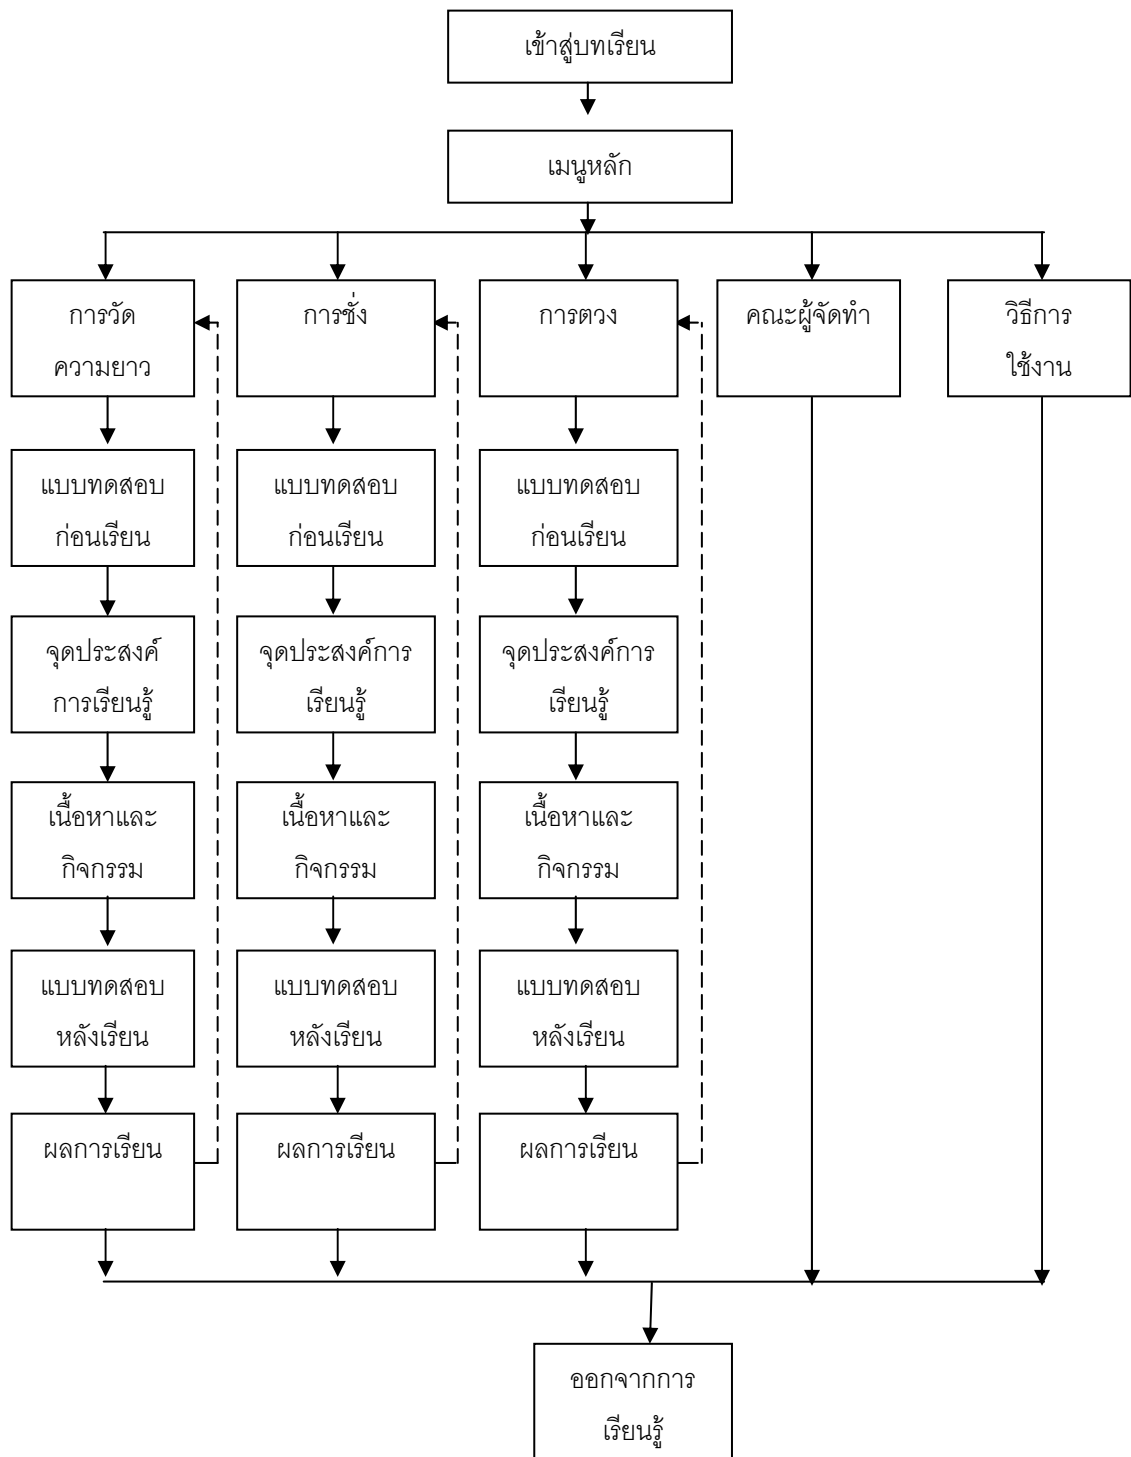 เข้าสู่บทเรียน
เมนูหลัก
การวัด
ความยาว
การชั่ง
การตวง
คณะผู้จัดทำ
วิธีการ
ใช้งาน
แบบทดสอบ
ก่อนเรียน
แบบทดสอบ
ก่อนเรียน
แบบทดสอบ
ก่อนเรียน
จุดประสงค์
การเรียนรู้
จุดประสงค์การ
เรียนรู้
จุดประสงค์การ
เรียนรู้
เนื้อหาและ
กิจกรรม
เนื้อหาและ
กิจกรรม
เนื้อหาและ
กิจกรรม
แบบทดสอบ
หลังเรียน
แบบทดสอบ
หลังเรียน
แบบทดสอบ
หลังเรียน
ผลการเรียน
ผลการเรียน
ผลการเรียน
ออกจากการ
เรียนรู้